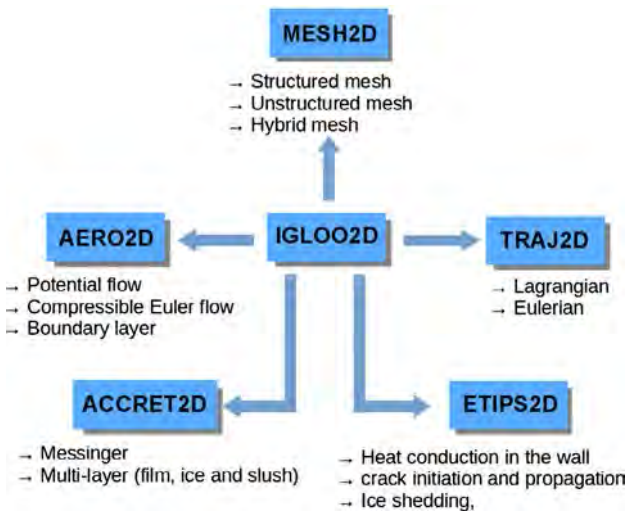 MESH2D
→ Structured mesh
→ Unstructured mesh
→ Hybrid mesh
AERO2D
IGLOO2D
TRAJ2D
→ Potential flow
→ Compressible Euler flow
→ Boundary layer
→ Lagrangian
→ Eulerian
ACCRET2D
ETIPS2D
→ Messinger
→ Multi-layer (film, ice and slush)
→ Heat conduction in the wall
→ crack initiation and propagation
→ Ice shedding,